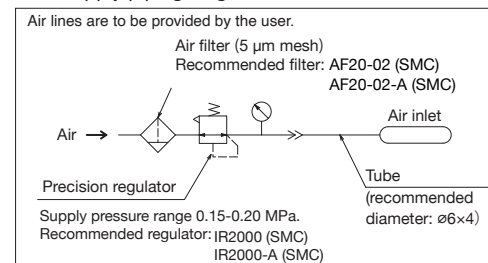 Air lines are to be provided by the user.
Air filter (5 µm mesh)
Recommended filter: AF20-02 (SMC)
AF20-02-A (SMC)
Air inlet
Air
Precision regulator
Tube
(recommended
diameter: ø6×4)
Supply pressure range 0.15-0.20 MPa.
Recommended regulator: IR2000 (SMC)
IR2000-A (SMC)